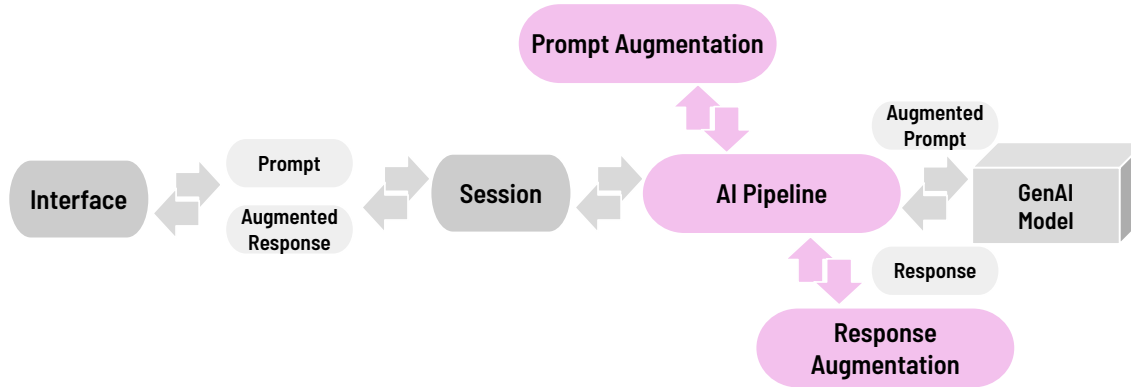 Prompt Augmentation
Augmented
Prompt
Interface
Prompt
Augmented
Response
Session
AI Pipeline
GenAI
Model
Response
Response
Augmentation